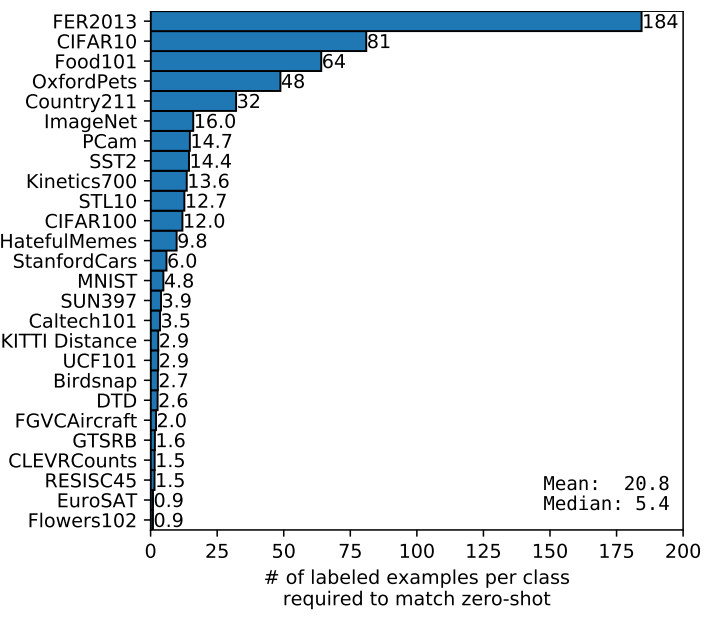 FER2013 184
CIFAR10 81
Food101 64
OxfordPets 48
Country211 32
ImageNet 16.0
PCam 14.7
SST2 14.4
Kinetics700 13.6
STL10 12.7
CIFAR100 12.0
HatefulMemes 9.8
StanfordCars 6.0
MNIST 4.8
SUN397 3.9
Caltech101 3.5
KITTI Distance 2.9
UCF101 2.9
Birdsnap 2.7
DTD 2.6
FGVCAircraft 2.0
GTSRB 1.6
CLEVRCounts 1.5
RESISC45 1.5
EuroSAT 0.9
Flowers102 0.9
Mean: 20.8
Median: 5.4
0 25 50 75 100 125 150 175 200
# of labeled examples per class
required to match zero-shot